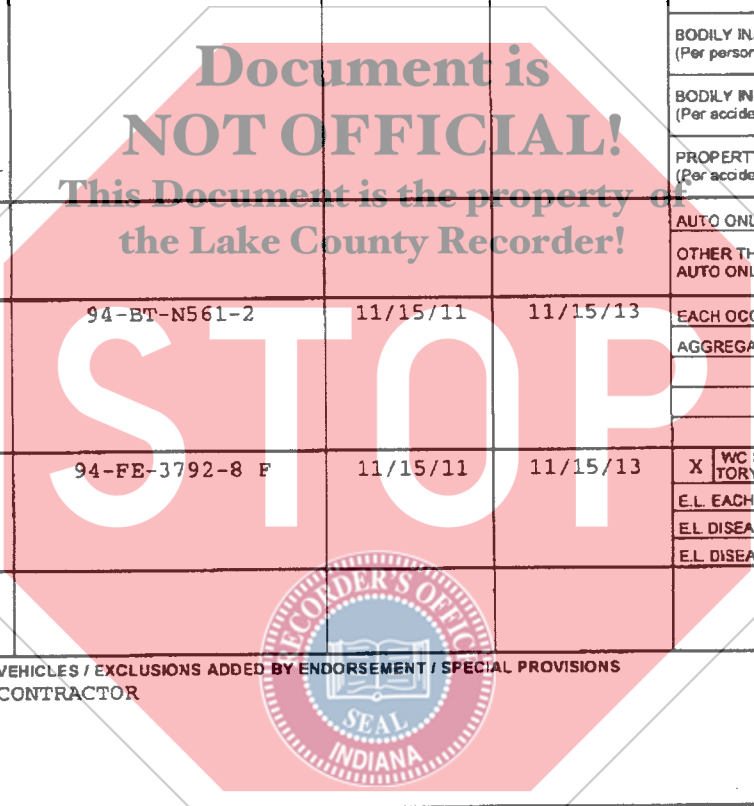 BODILY IN
(Per person
BODILY IN
(Per accide
PROPERTY
(Per accide
AUTO ONL
OTHER TH
AUTO ONL
Document is
NOT OFFICIAL!
This Document is the property of
the Lake County Recorder!
94-BT-N561-2 11/15/11 11/15/13 EACH OCC
AGGREGA
STOP
94-FE-3792-8 F 11/15/11 11/15/13 X WC
TORY
E.L. EACH
E.L. DISEA
E.L. DISEA
VEHICLES / EXCLUSIONS ADDED BY ENDORSEMENT / SPECIAL PROVISIONS
CONTRACTOR
RECORDER'S OFFICE
SEAL
INDIANA